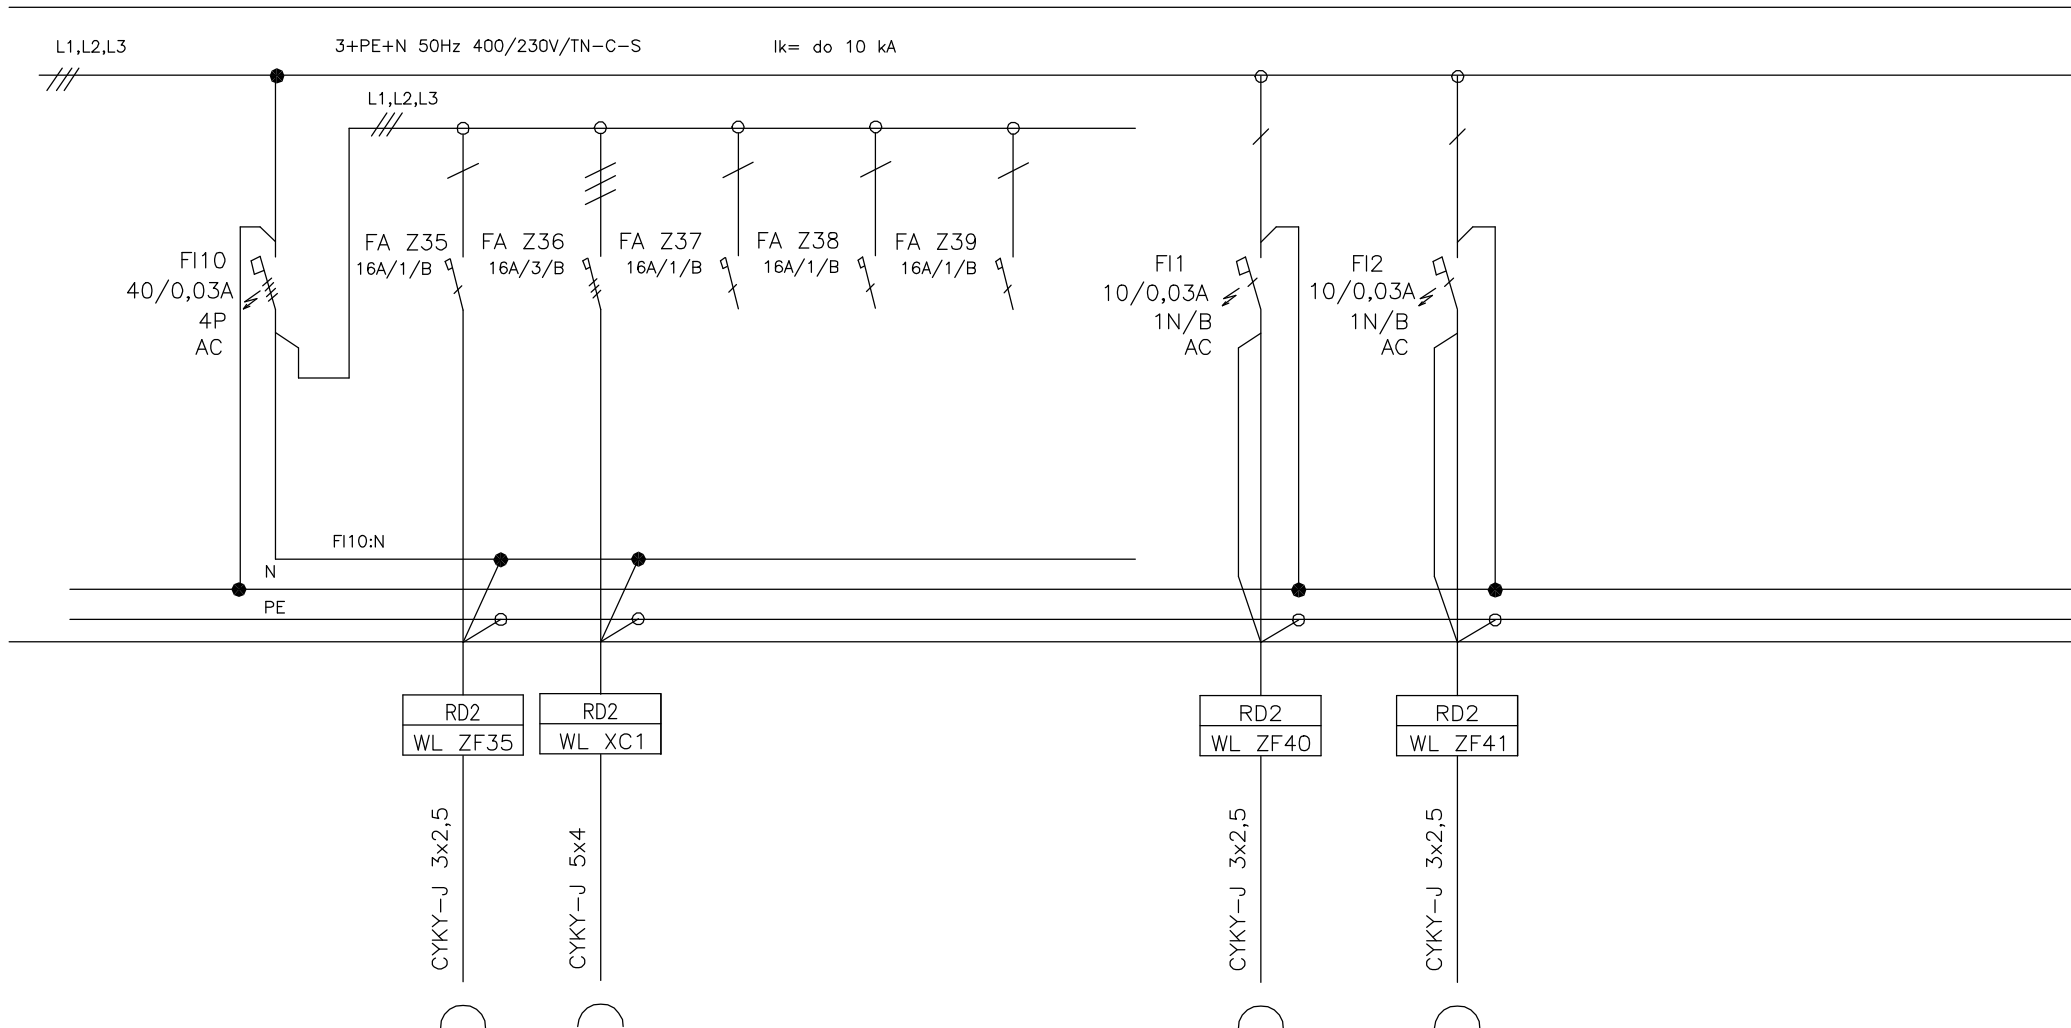 L1,L2,L3
3+PE+N 50Hz 400/230V/TN-C-S
Ik= do 10 kA
L1,L2,L3
FI10
40/0,03A
4P
AC
FA Z35
16A/1/B
FA Z36
16A/3/B
FA Z37
16A/1/B
FA Z38
16A/1/B
FA Z39
16A/1/B
FI1
10/0,03A
1N/B
AC
FI2
10/0,03A
1N/B
AC
FI10:N
N
PE
RD2
WL ZF35
RD2
WL XC1
RD2
WL ZF40
RD2
WL ZF41
CYKY-J 3x2,5
CYKY-J 5x4
CYKY-J 3x2,5
CYKY-J 3x2,5